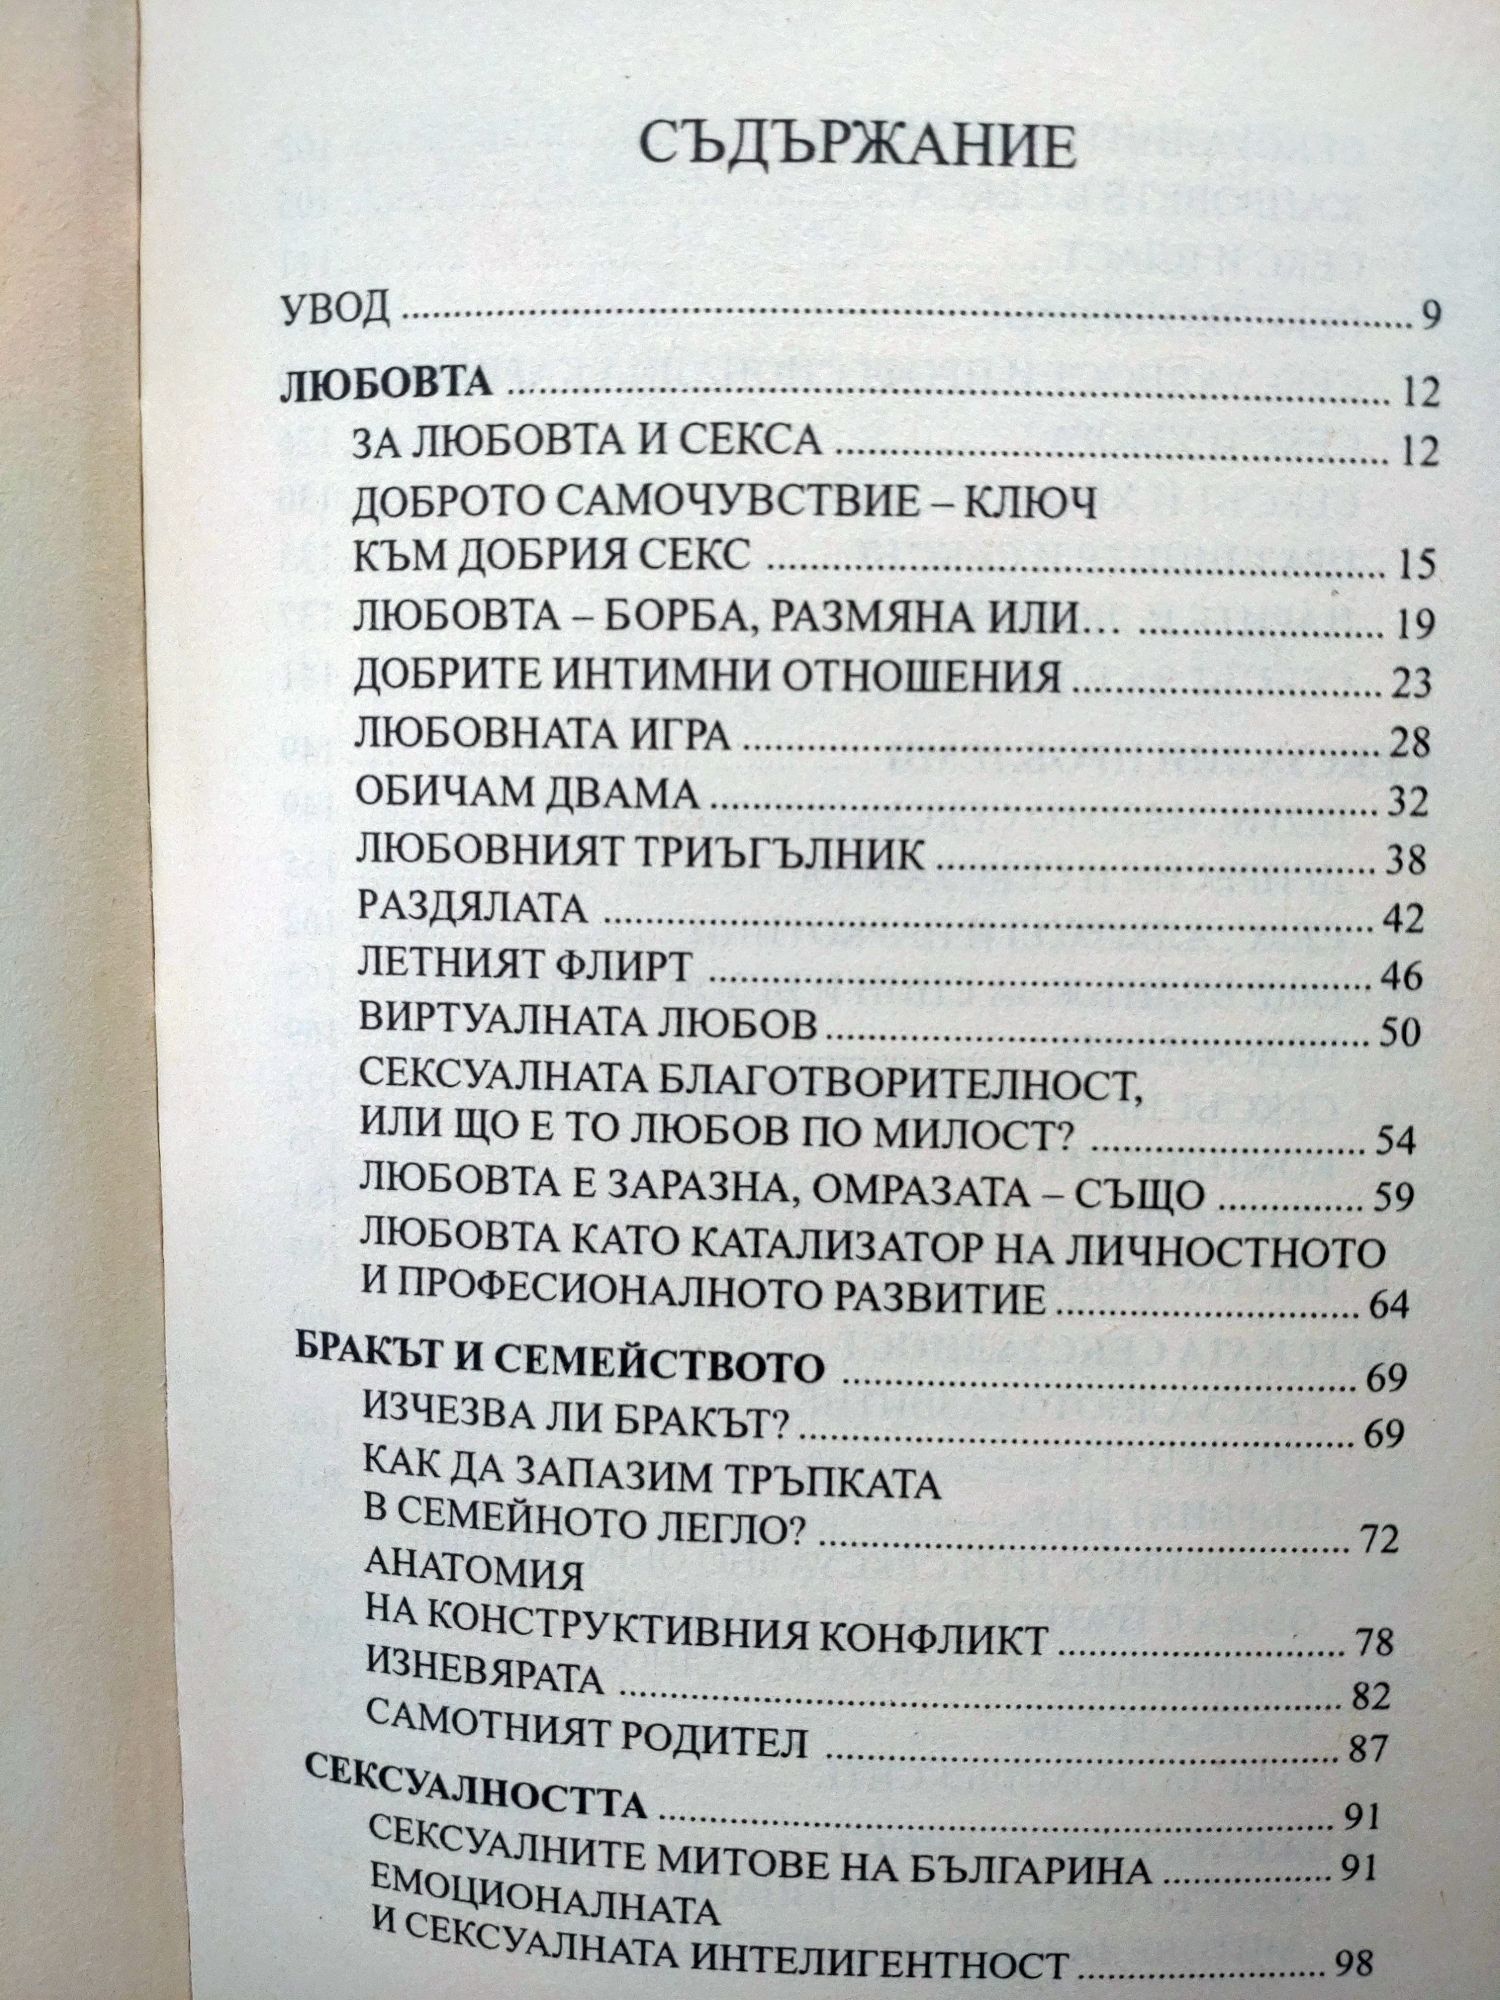 СЪДЪРЖАНИЕ
УВОД ........ 9
ЛЮБОВТА ........ 12
ЗА ЛЮБОВТА И СЕКСА ........ 12
ДОБРОТО САМОЧУВСТВИЕ – КЛЮЧ
КЪМ ДОБРИЯ СЕКС ........ 15
ЛЮБОВТА – БОРБА, РАЗМЯНА ИЛИ... ........ 19
ДОБРИТЕ ИНТИМНИ ОТНОШЕНИЯ ........ 23
ЛЮБОВНАТА ИГРА ........ 28
ОБИЧАМ ДВАМА ........ 32
ЛЮБОВНИЯТ ТРИЪГЪЛНИК ........ 38
РАЗДЯЛАТА ........ 42
ЛЕТНИЯТ ФЛИРТ ........ 46
ВИРТУАЛНАТА ЛЮБОВ ........ 50
СЕКСУАЛНАТА БЛАГОТВОРИТЕЛНОСТ,
ИЛИ ЩО Е ТО ЛЮБОВ ПО МИЛОСТ? ........ 54
ЛЮБОВТА Е ЗАРАЗНА, ОМРАЗАТА – СЪЩО ........ 59
ЛЮБОВТА КАТО КАТАЛИЗАТОР НА ЛИЧНОСТНОТО
И ПРОФЕСИОНАЛНОТО РАЗВИТИЕ ........ 64
БРАКЪТ И СЕМЕЙСТВОТО ........ 69
ИЗЧЕЗВА ЛИ БРАКЪТ? ........ 69
КАК ДА ЗАПАЗИМ ТРЪПКАТА
В СЕМЕЙНОТО ЛЕГЛО? ........ 72
АНАТОМИЯ
НА КОНСТРУКТИВНИЯ КОНФЛИКТ ........ 78
ИЗНЕВЯРАТА ........ 82
САМОТНИЯТ РОДИТЕЛ ........ 87
СЕКСУАЛНОСТТА ........ 91
СЕКСУАЛНИТЕ МИТОВЕ НА БЪЛГАРИНА ........ 91
ЕМОЦИОНАЛНАТА
И СЕКСУАЛНАТА ИНТЕЛИГЕНТНОСТ ........ 98